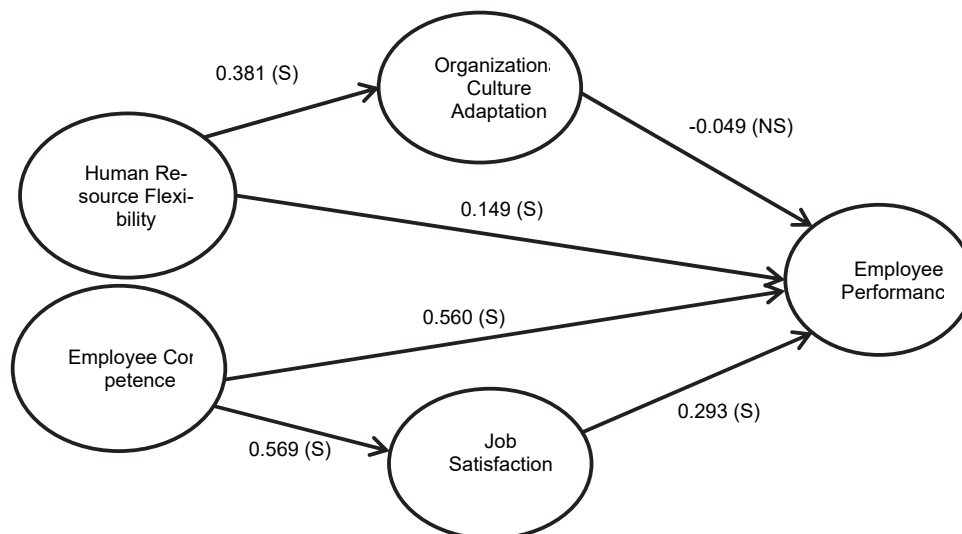 0.381 (S)
Organizationa
Culture
Adaptation
-0.049 (NS)
Human Re-
source Flexi-
bility
0.149 (S)
Employee
Performanc
0.560 (S)
Employee Cor
petence
0.569 (S)
Job
Satisfaction
0.293 (S)